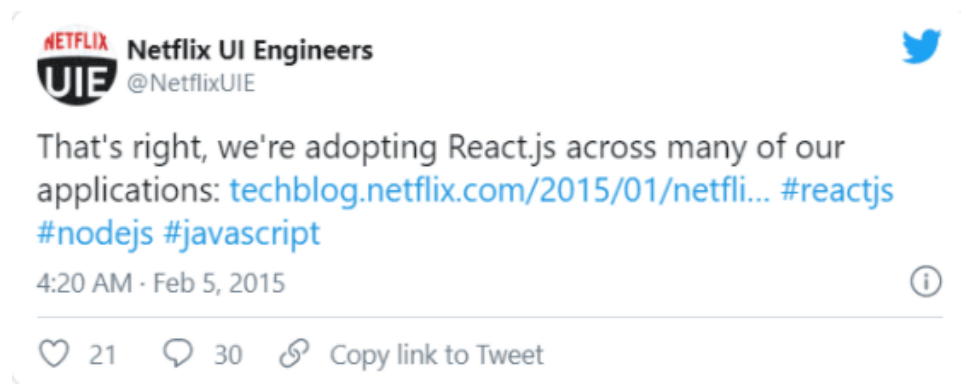 NETFLIX
UIE
Netflix UI Engineers
@NetflixUIE
That's right, we're adopting React.js across many of our
applications: techblog.netflix.com/2015/01/netfli... #reactjs
#nodejs #javascript
4:20 AM · Feb 5, 2015
21 30 Copy link to Tweet